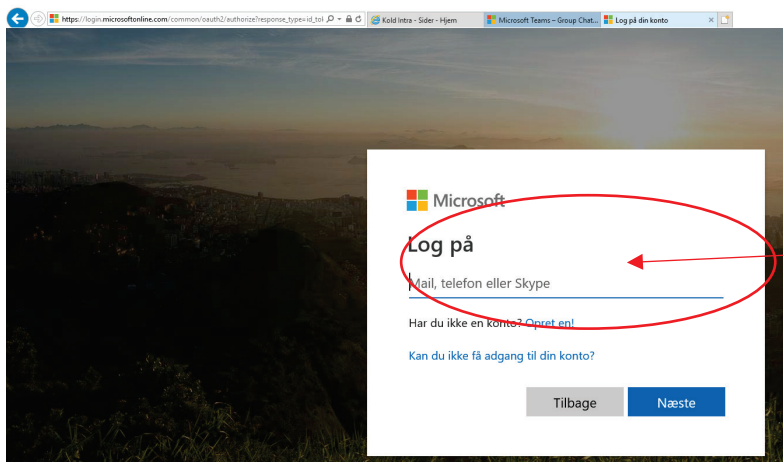 https://login.microsoftonline.com/common/oauth2/authorize?response_type=id_tol
Kold Intra - Sider - Hjem
Microsoft Teams – Group Chat...
Log på din konto
Microsoft
Log på
Mail, telefon eller Skype
Har du ikke en konto? Opret en!
Kan du ikke få adgang til din konto?
Tilbage
Næste